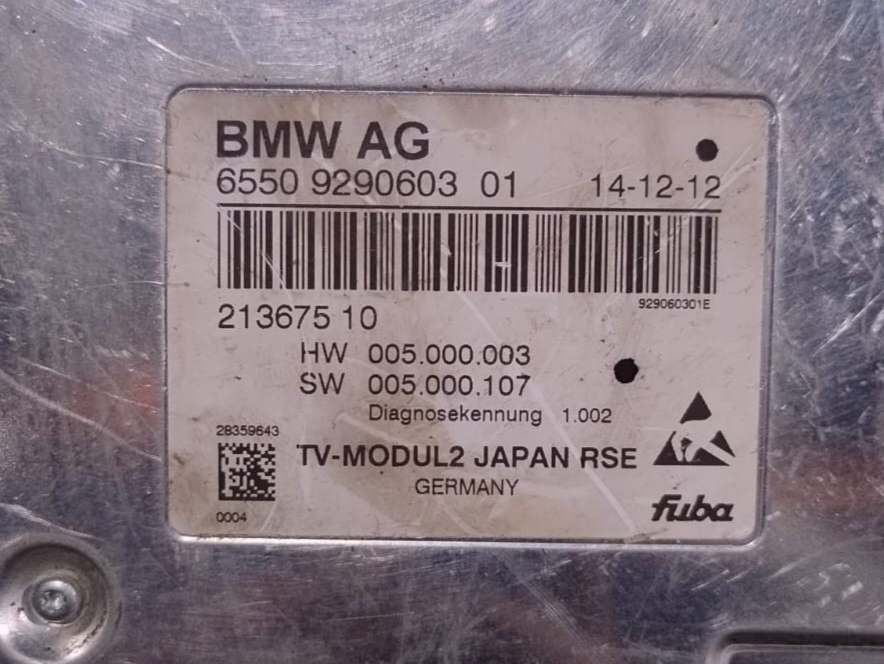 BMW AG
6550 9290603 01 14-12-12
929060301E
213675 10
HW 005.000.003
SW 005.000.107
Diagnosekennung 1.002
28359643
TV-MODUL2 JAPAN RSE
GERMANY
0004
fuba